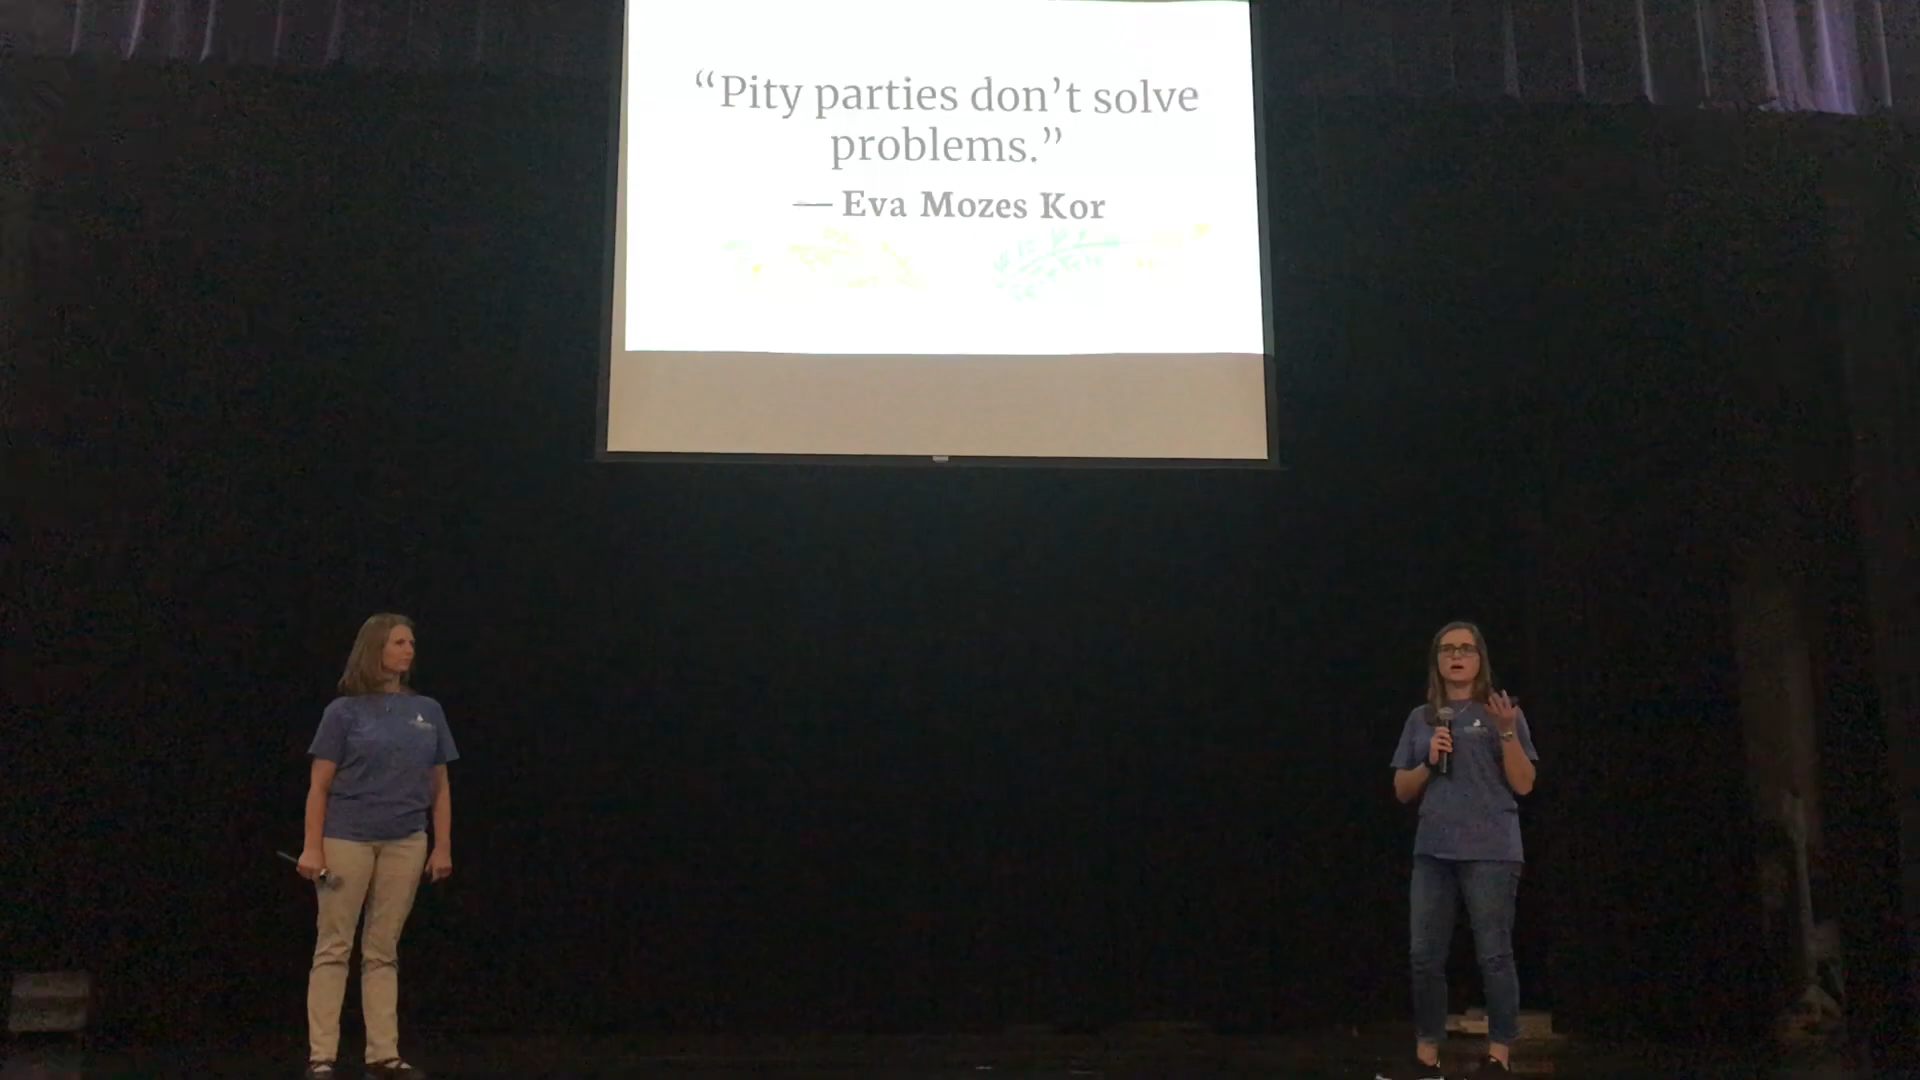 “Pity parties don’t solve
problems.”
— Eva Mozes Kor